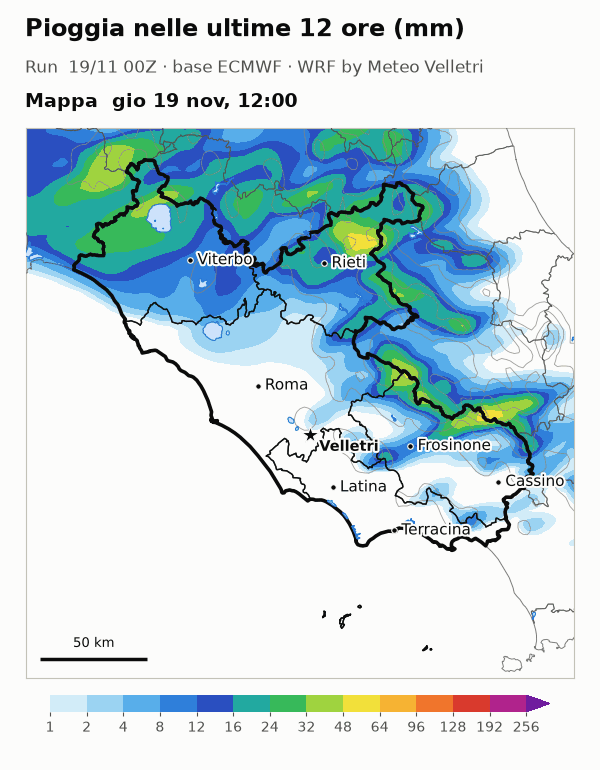 Pioggia nelle ultime 12 ore (mm)
Run  19/11 00Z · base ECMWF · WRF by Meteo Velletri
Mappa  gio 19 nov, 12:00
Viterbo
Rieti
Roma
Velletri
Frosinone
Latina
Cassino
Terracina
50 km
1 2 4 8 12 16 24 32 48 64 96 128 192 256